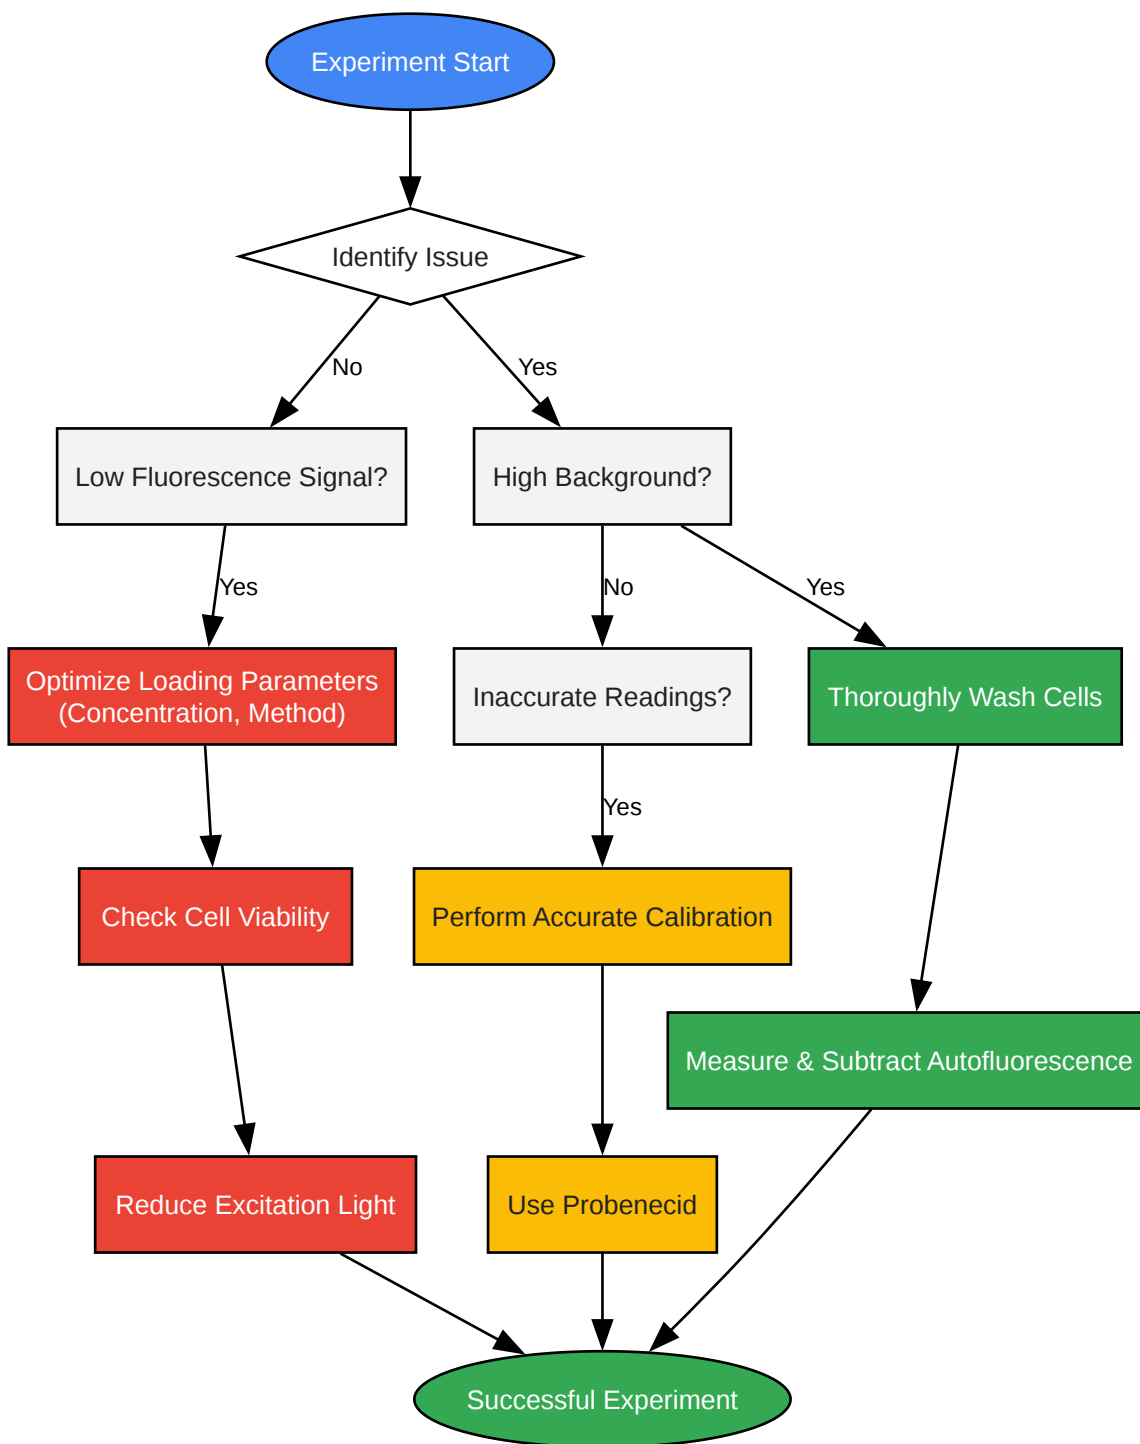 Experiment Start
Identify Issue
No
Yes
Low Fluorescence Signal?
High Background?
Yes
No
Yes
Optimize Loading Parameters
(Concentration, Method)
Inaccurate Readings?
Thoroughly Wash Cells
Yes
Check Cell Viability
Perform Accurate Calibration
Measure & Subtract Autofluorescence
Reduce Excitation Light
Use Probenecid
Successful Experiment